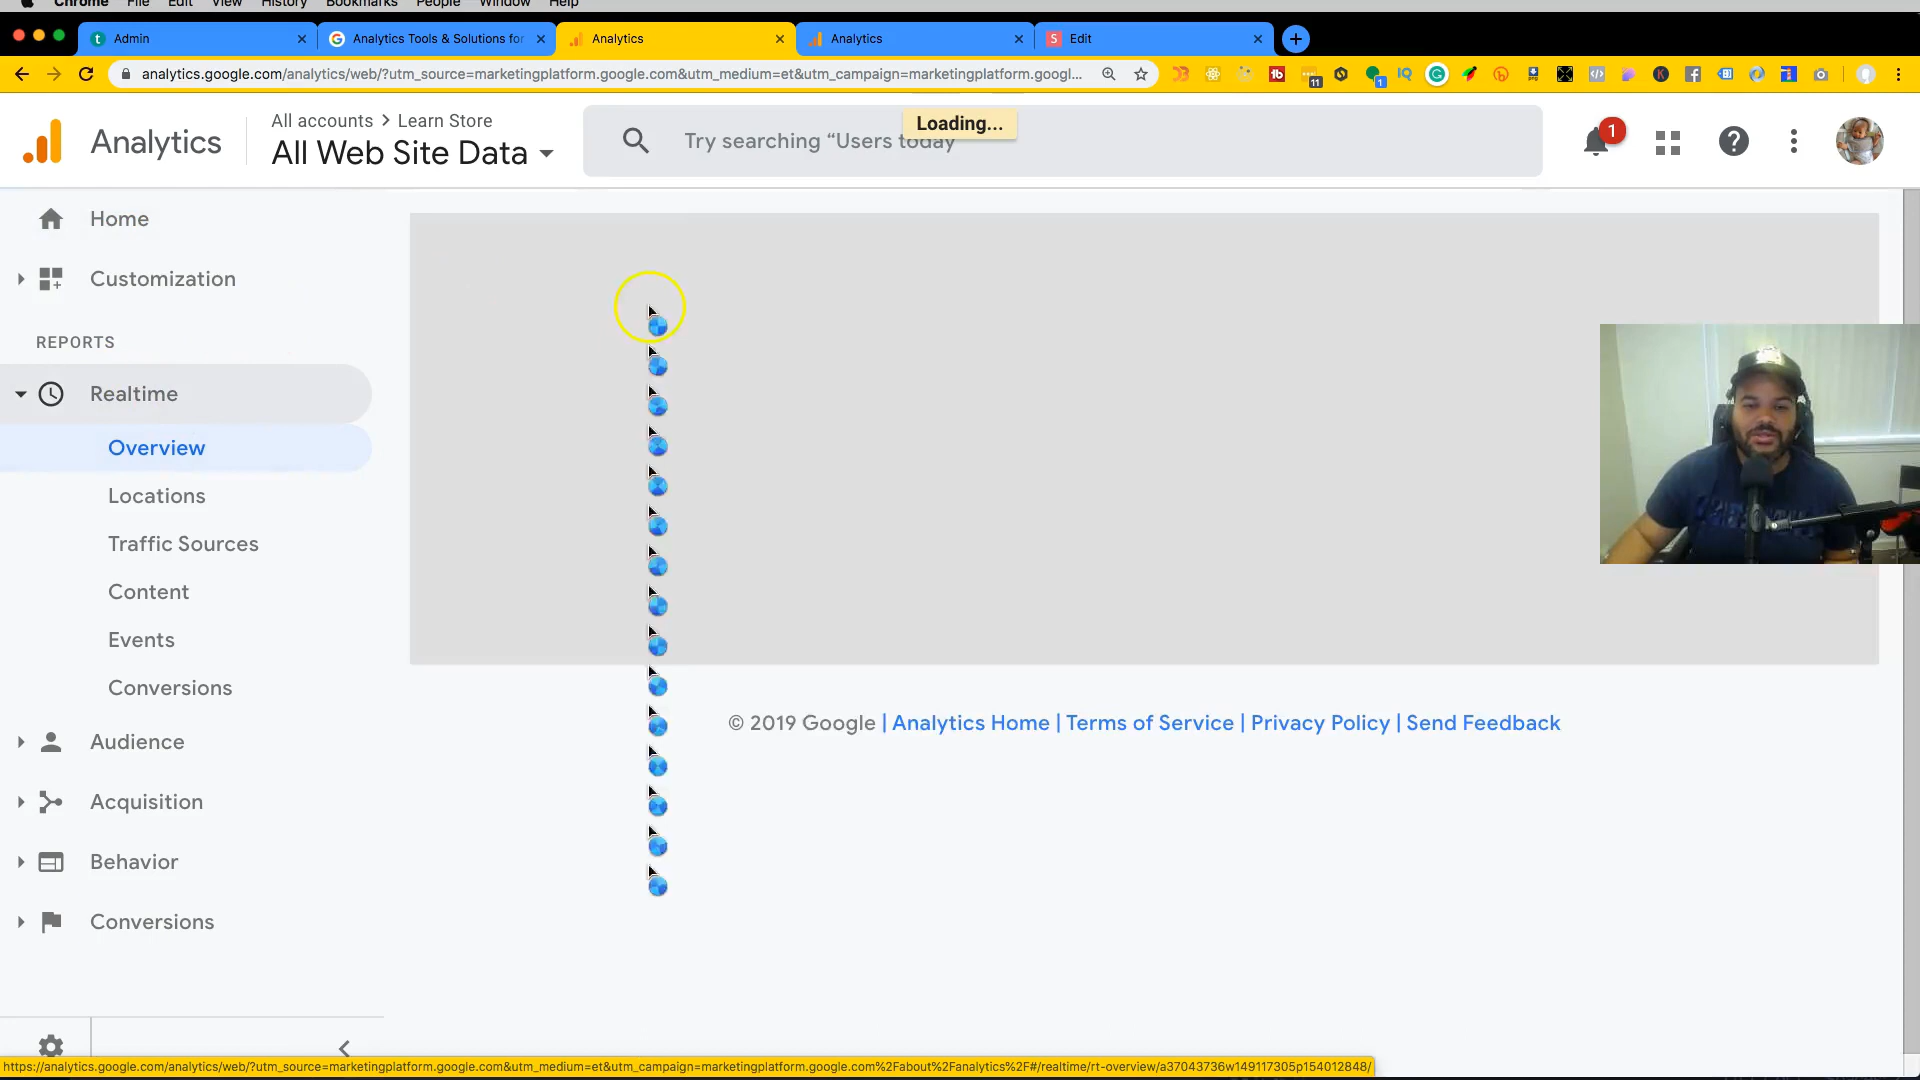 Chrome File Edit View History Bookmarks People Window Help
Admin
Analytics Tools & Solutions for
Analytics
Analytics
S Edit
analytics.google.com/analytics/web/?utm_source=marketingplatform.google.com&utm_medium=et&utm_campaign=marketingplatform.googl...
11
1
Analytics
All accounts > Learn Store
All Web Site Data
Try searching “Users today
Loading...
1
Home
Customization
REPORTS
Realtime
Overview
Locations
Traffic Sources
Content
Events
Conversions
Audience
Acquisition
Behavior
Conversions
© 2019 Google | Analytics Home | Terms of Service | Privacy Policy | Send Feedback
https://analytics.google.com/analytics/web/?utm_source=marketingplatform.google.com&utm_medium=et&utm_campaign=marketingplatform.google.com%2Fabout%2Fanalytics%2F#/realtime/rt-overview/a37043736w149117305p154012848/